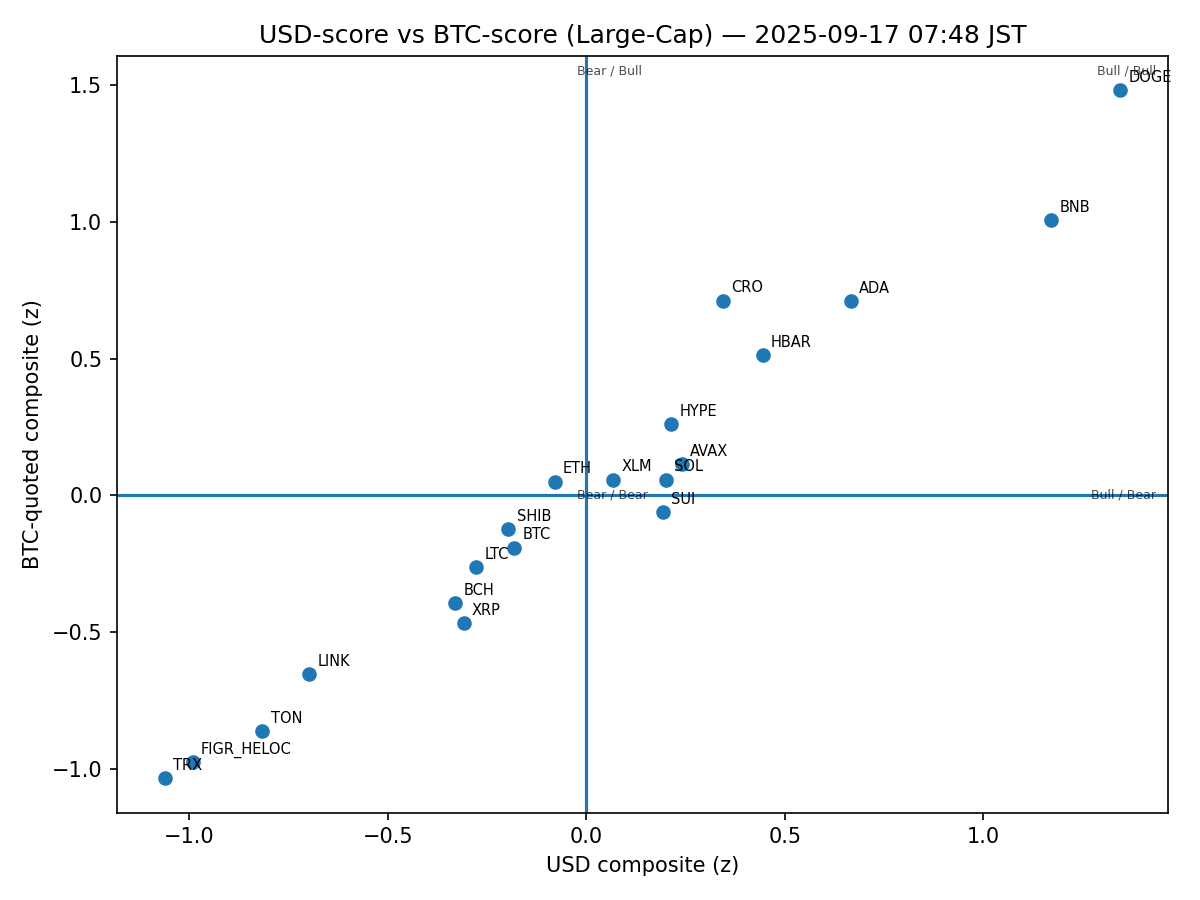 USD-score vs BTC-score (Large-Cap) — 2025-09-17 07:48 JST
Bear / Bull
Bull / Bull
DOGE
BNB
CRO
ADA
HBAR
HYPE
AVAX
ETH
XLM
SOL
Bear / Bear
Bull / Bear
SUI
SHIB
BTC
LTC
BCH
XRP
LINK
TON
FIGR_HELOC
TRX
1.5
1.0
0.5
0.0
−0.5
−1.0
BTC-quoted composite (z)
−1.0
−0.5
0.0
0.5
1.0
USD composite (z)